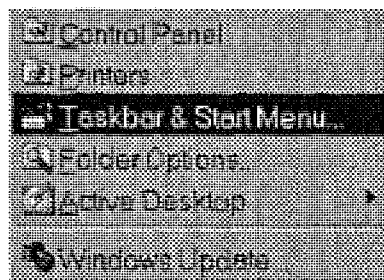 Control Panel
Printers
Taskbar & Start Menu...
Folder Options...
Active Desktop
Windows Update